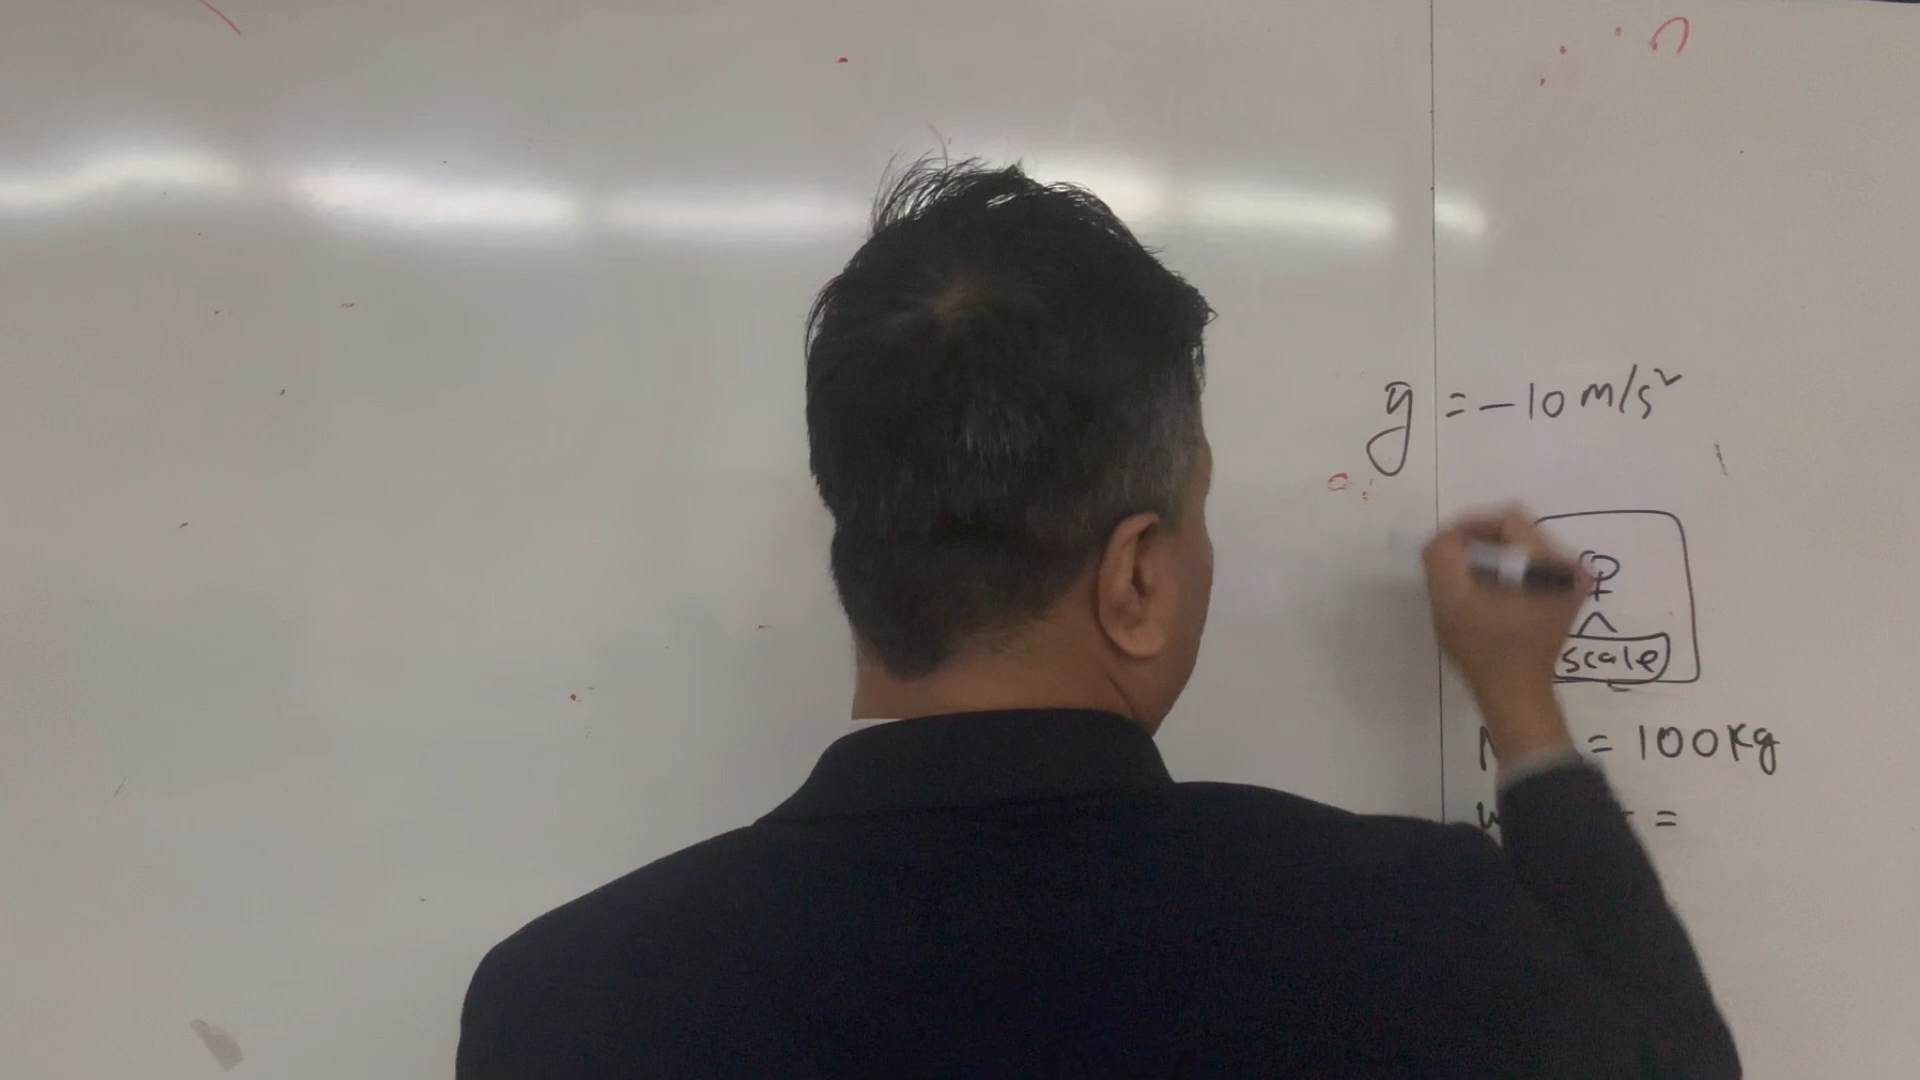 g = -10 m/s²
scale
= 100 Kg
=